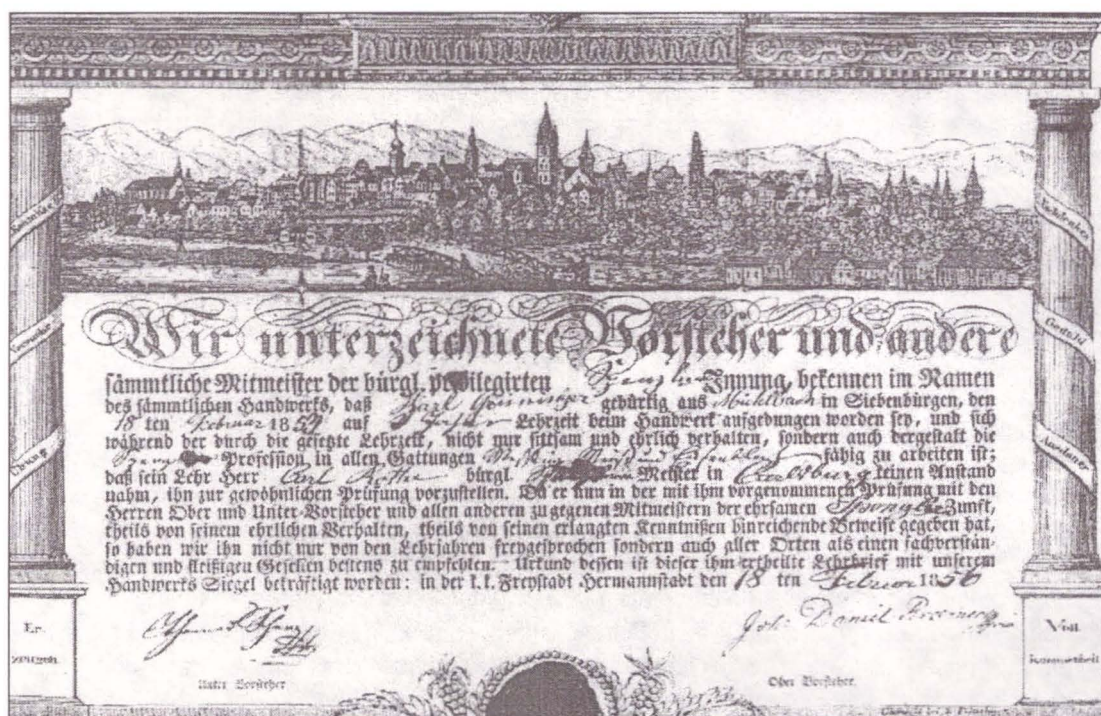 Wir unterzeichnete Vorsteher und andere
sämmtliche Mitmeister der bürgl. privilegirten Spengler Innung, bekennen im Namen
des sämmtlichen Handwerks, daß Karl gebürtig aus Mühlbach in Siebenbürgen, den
18 ten Februar 185 auf Lehrzeit beim Handwerk aufgedungen worden sey, und sich
während der durch die gesetzte Lehrzeit, nicht nur sittsam und ehrlich verhalten, sondern auch dergestalt die
Profession in allen Gattungen fähig zu arbeiten ist;
daß sein Lehr Herr Carl Rothe bürgl. Meister in keinen Anstand
nahm, ihn zur gewöhnlichen Prüfung vorzustellen. Da er nun in der mit ihm vorgenommenen Prüfung mit den
Herren Ober und Unter-Vorsteher und allen anderen zu gegenen Mitmeistern der ehrsamen Spengler Zunft,
theils von seinem ehrlichen Verhalten, theils von seinen erlangten Kenntnißen hinreichende Beweise gegeben hat,
so haben wir ihn nicht nur von den Lehrjahren freygesprochen sondern auch aller Orten als einen sachverstän-
digen und fleißigen Gesellen bestens zu empfehlen. Urkund dessen ist dieser ihm ertheilte Lehrbrief mit unserem
Handwerks Siegel bekräftigt worden: in der k.k. Freystadt Hermannstadt den 18 ten Februar 1856
Joh. Daniel
Unter Vorsteher
Ober Vorsteher.